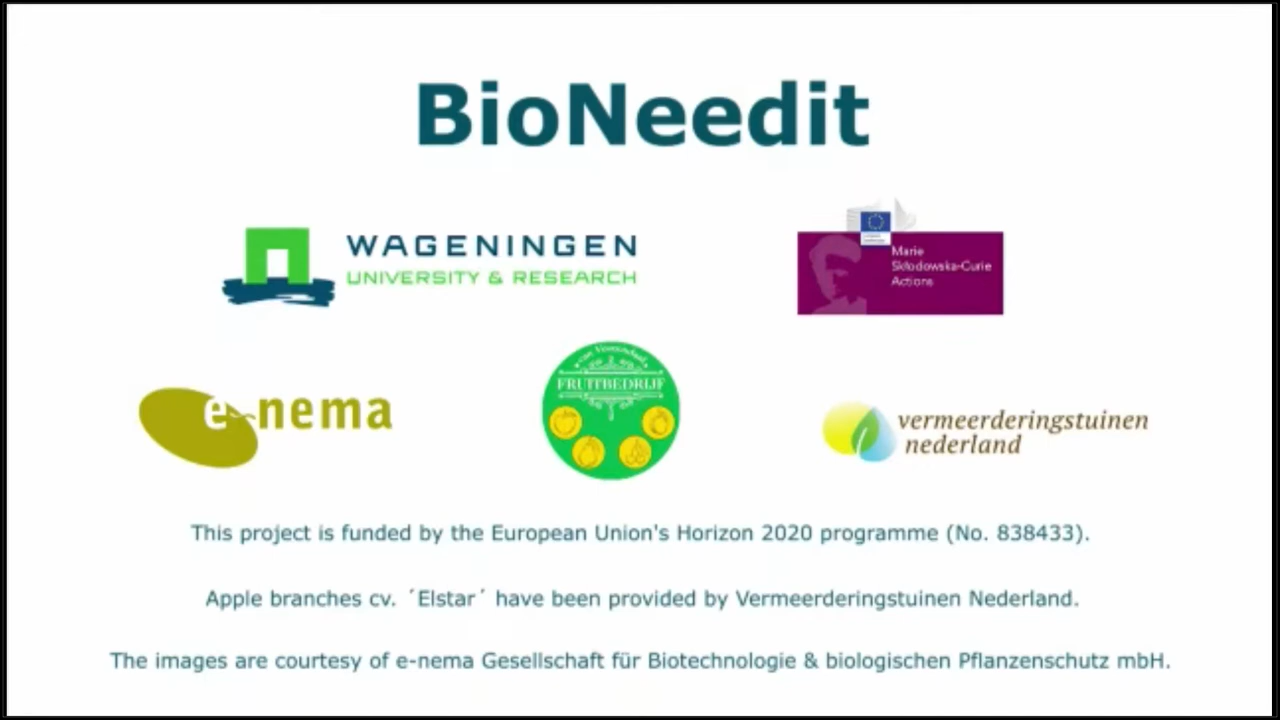 BioNeedit
WAGENINGEN
UNIVERSITY & RESEARCH
Marie
Skłodowska-Curie
Actions
van Veenendaal
FRUITBEDRIJF
e-nema
vermeerderingstuinen
nederland
This project is funded by the European Union's Horizon 2020 programme (No. 838433).
Apple branches cv. ´Elstar´ have been provided by Vermeerderingstuinen Nederland.
The images are courtesy of e-nema Gesellschaft für Biotechnologie & biologischen Pflanzenschutz mbH.